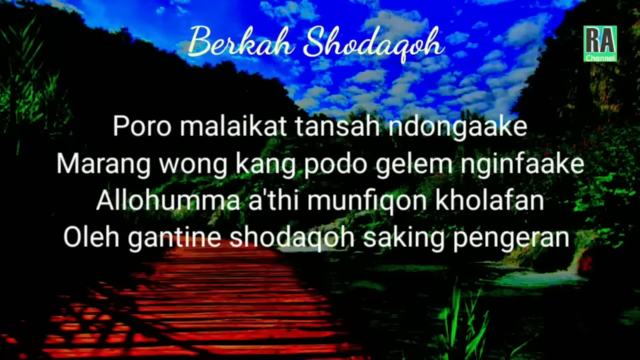 Berkah Shodaqoh
RA
Channel
Poro malaikat tansah ndongaake
Marang wong kang podo gelem nginfaake
Allohumma a'thi munfiqon kholafan
Oleh gantine shodaqoh saking pengeran